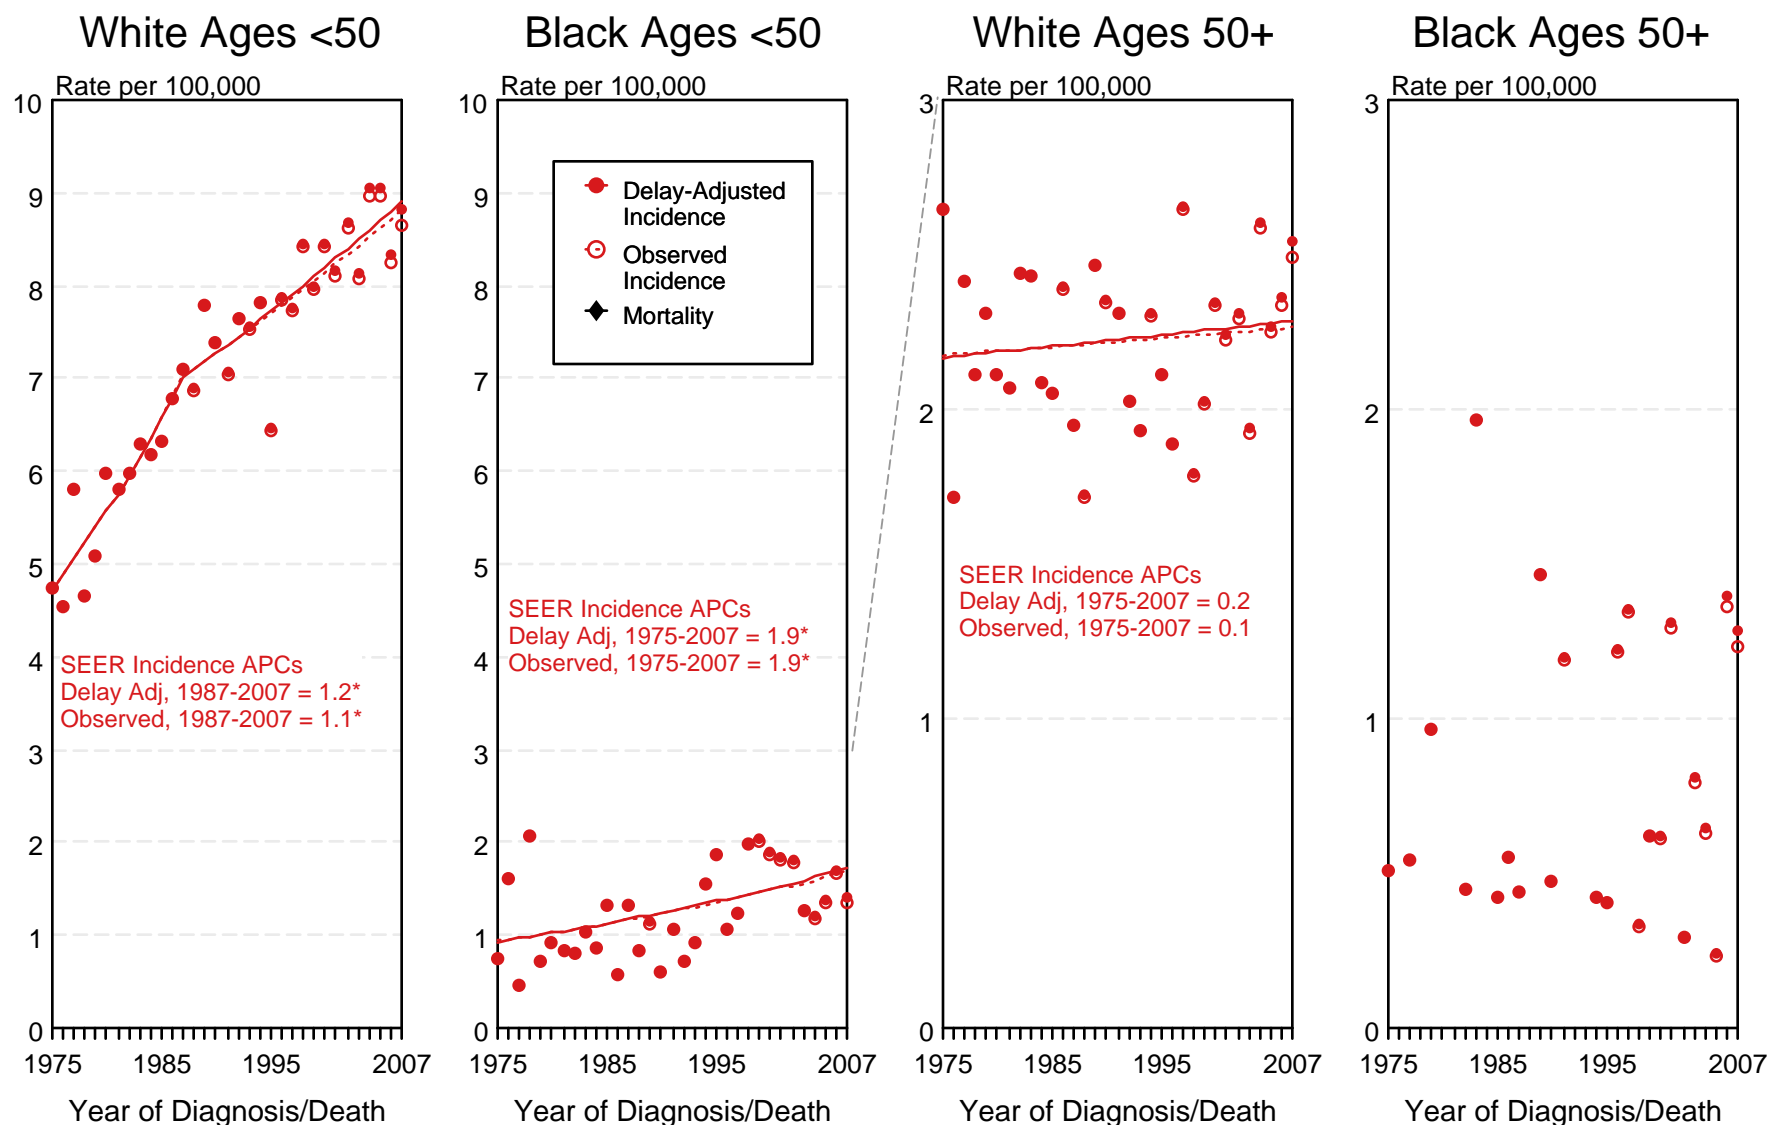 White Ages <50
Rate per 100,000
10
9
8
7
6
5
4
3
2
1
0
SEER Incidence APCs
Delay Adj, 1987-2007 = 1.2*
Observed, 1987-2007 = 1.1*
1975 1985 1995 2007
Year of Diagnosis/Death
Black Ages <50
Rate per 100,000
10
9
8
7
6
5
4
3
2
1
0
Delay-Adjusted
Incidence
Observed
Incidence
Mortality
SEER Incidence APCs
Delay Adj, 1975-2007 = 1.9*
Observed, 1975-2007 = 1.9*
1975 1985 1995 2007
Year of Diagnosis/Death
White Ages 50+
Rate per 100,000
3
2
1
0
SEER Incidence APCs
Delay Adj, 1975-2007 = 0.2
Observed, 1975-2007 = 0.1
1975 1985 1995 2007
Year of Diagnosis/Death
Black Ages 50+
Rate per 100,000
3
2
1
0
1975 1985 1995 2007
Year of Diagnosis/Death